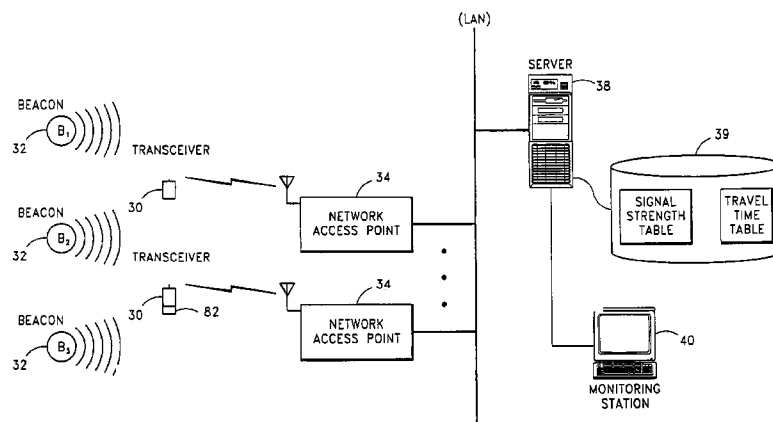 (LAN)
SERVER
38
BEACON
32
B₁
TRANSCEIVER
30
34
NETWORK
ACCESS POINT
39
SIGNAL
STRENGTH
TABLE
TRAVEL
TIME
TABLE
BEACON
32
B₂
TRANSCEIVER
30
82
34
NETWORK
ACCESS POINT
BEACON
32
B₃
40
MONITORING
STATION